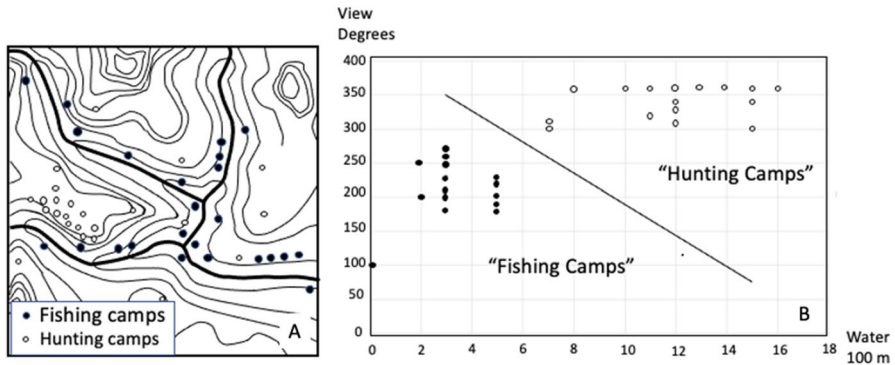 View
Degrees
400
350
300
250
200
150
100
50
0
0 2 4 6 8 10 12 14 16 18
Water
100 m
"Hunting Camps"
"Fishing Camps"
B
Fishing camps
Hunting camps
A